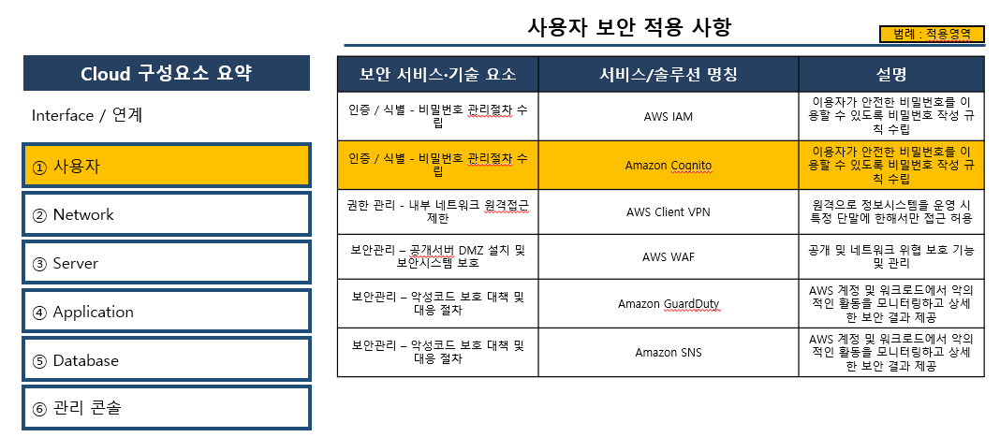 사용자 보안 적용 사항
범례 : 적용영역
Cloud 구성요소 요약
Interface / 연계
① 사용자
② Network
③ Server
④ Application
⑤ Database
⑥ 관리 콘솔
보안 서비스·기술 요소
서비스/솔루션 명칭
설명
인증 / 식별 - 비밀번호 관리절차 수
립
AWS IAM
이용자가 안전한 비밀번호를 이
용할 수 있도록 비밀번호 작성 규
칙 수립
인증 / 식별 - 비밀번호 관리절차 수
립
Amazon Cognito
이용자가 안전한 비밀번호를 이
용할 수 있도록 비밀번호 작성 규
칙 수립
권한 관리 - 내부 네트워크 원격접근
제한
AWS Client VPN
원격으로 정보시스템을 운영 시
특정 단말에 한해서만 접근 허용
보안관리 – 공개서버 DMZ 설치 및
보안시스템 보호
AWS WAF
공개 및 네트워크 위협 보호 기능
및 관리
보안관리 – 악성코드 보호 대책 및
대응 절차
Amazon GuardDuty
AWS 계정 및 워크로드에서 악의
적인 활동을 모니터링하고 상세
한 보안 결과 제공
보안관리 – 악성코드 보호 대책 및
대응 절차
Amazon SNS
AWS 계정 및 워크로드에서 악의
적인 활동을 모니터링하고 상세
한 보안 결과 제공